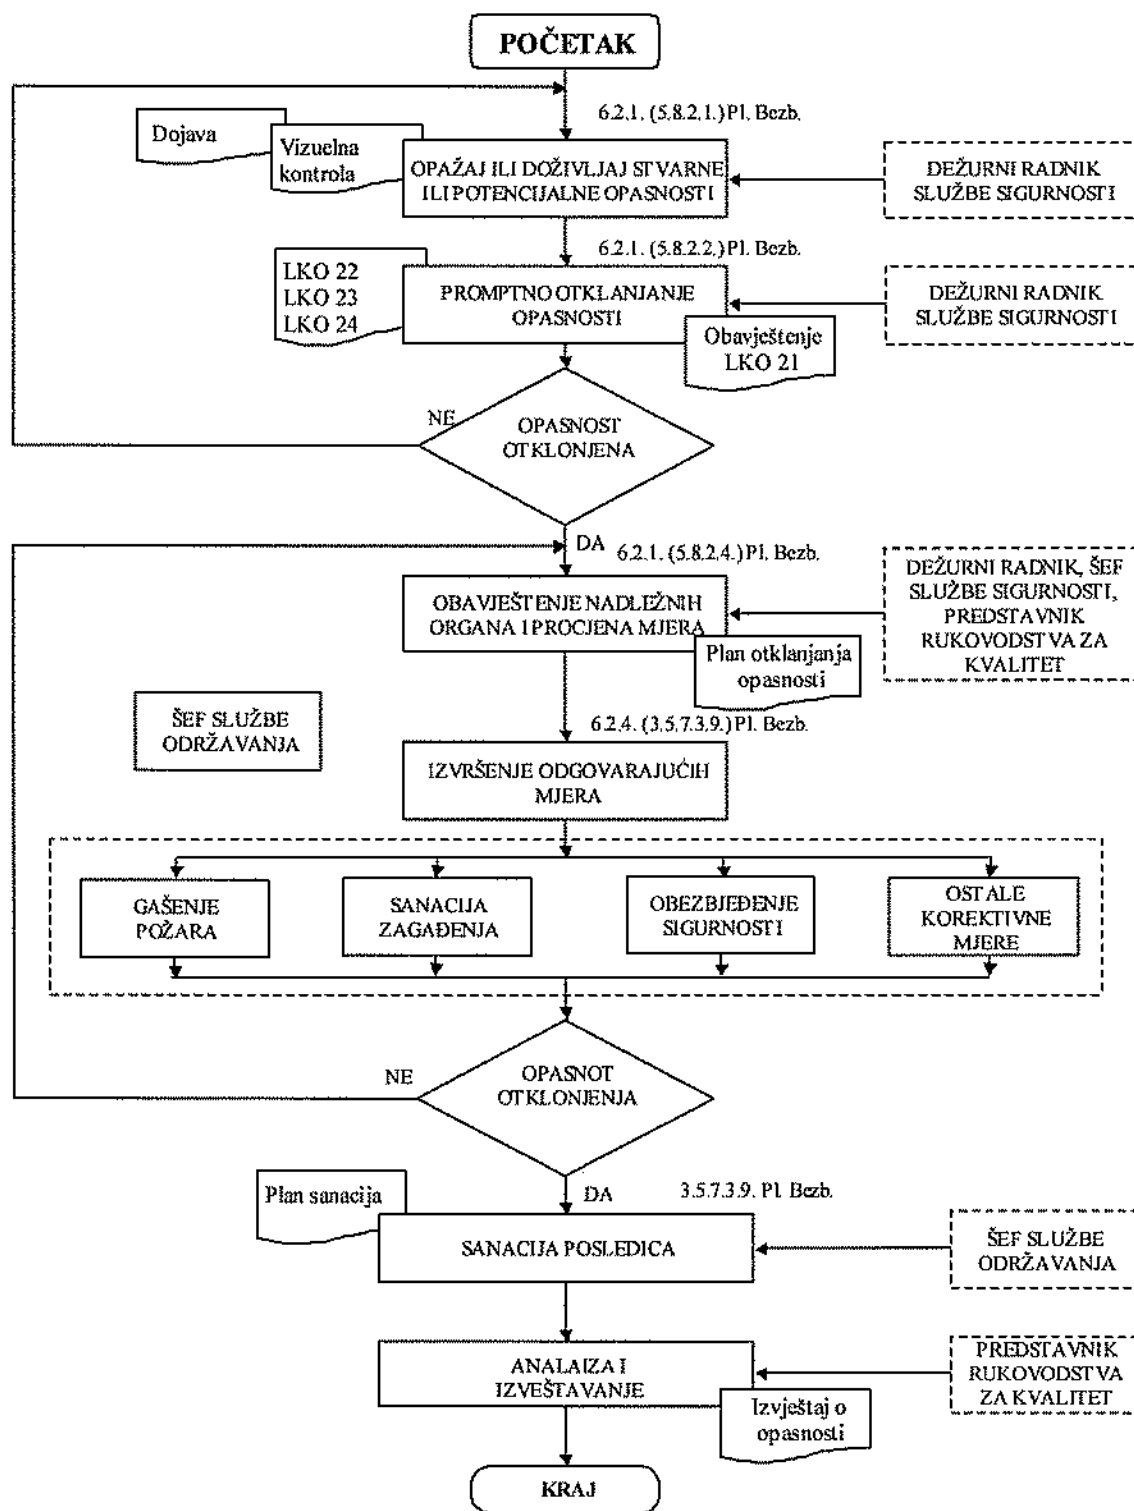 POČETAK
6.2.1. (5.8.2.1.) Pl. Bezb.
Dojava
Vizuelna
kontrola
OPAŽAJ ILI DOŽIVLJAJ STVARNE
ILI POTENCIJALNE OPASNOSTI
DEŽURNI RADNIK
SLUŽBE SIGURNOSTI
6.2.1. (5.8.2.2.) Pl. Bezb.
LKO 22
LKO 23
LKO 24
PROMPTNO OTKLANJANJE
OPASNOSTI
DEŽURNI RADNIK
SLUŽBE SIGURNOSTI
Obavještenje
LKO 21
NE
OPASNOST
OTKLONJENA
DA
6.2.1. (5.8.2.4.) Pl. Bezb.
OBAVJEŠTENJE NADLEŽNIH
ORGANA I PROCJENA MJERA
DEŽURNI RADNIK, ŠEF
SLUŽBE SIGURNOSTI,
PREDSTAVNIK
RUKOVODSTVA ZA
KVALITET
Plan otklanjanja
opasnosti
ŠEF SLUŽBE
ODRŽAVANJA
6.2.4. (3.5.7.3.9.) Pl. Bezb.
IZVRŠENJE ODGOVARAJUĆIH
MJERA
GAŠENJE
POŽARA
SANACIJA
ZAGAĐENJA
OBEZBJEĐENJE
SIGURNOSTI
OSTALE
KOREKTIVNE
MJERE
NE
OPASNOT
OTKLONJENJA
DA
3.5.7.3.9. Pl. Bezb.
Plan sanacija
SANACIJA POSLEDICA
ŠEF SLUŽBE
ODRŽAVANJA
ANALAIZA I
IZVEŠTAVANJE
PREDSTAVNIK
RUKOVODSTVA
ZA KVALITET
Izvještaj o
opasnosti
KRAJ